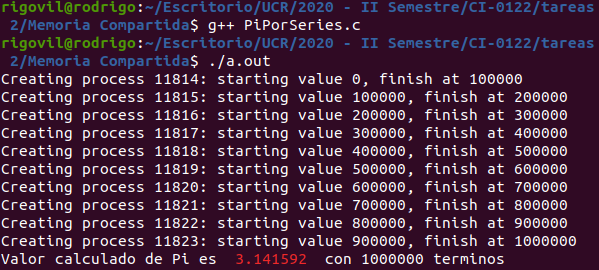 rigovil@rodrigo:~/Escritorio/UCR/2020 - II Semestre/CI-0122/tareas
2/Memoria Compartida$ g++ PiPorSeries.c
rigovil@rodrigo:~/Escritorio/UCR/2020 - II Semestre/CI-0122/tareas
2/Memoria Compartida$ ./a.out
Creating process 11814: starting value 0, finish at 100000
Creating process 11815: starting value 100000, finish at 200000
Creating process 11816: starting value 200000, finish at 300000
Creating process 11817: starting value 300000, finish at 400000
Creating process 11818: starting value 400000, finish at 500000
Creating process 11819: starting value 500000, finish at 600000
Creating process 11820: starting value 600000, finish at 700000
Creating process 11821: starting value 700000, finish at 800000
Creating process 11822: starting value 800000, finish at 900000
Creating process 11823: starting value 900000, finish at 1000000
Valor calculado de Pi es  3.141592  con 1000000 terminos